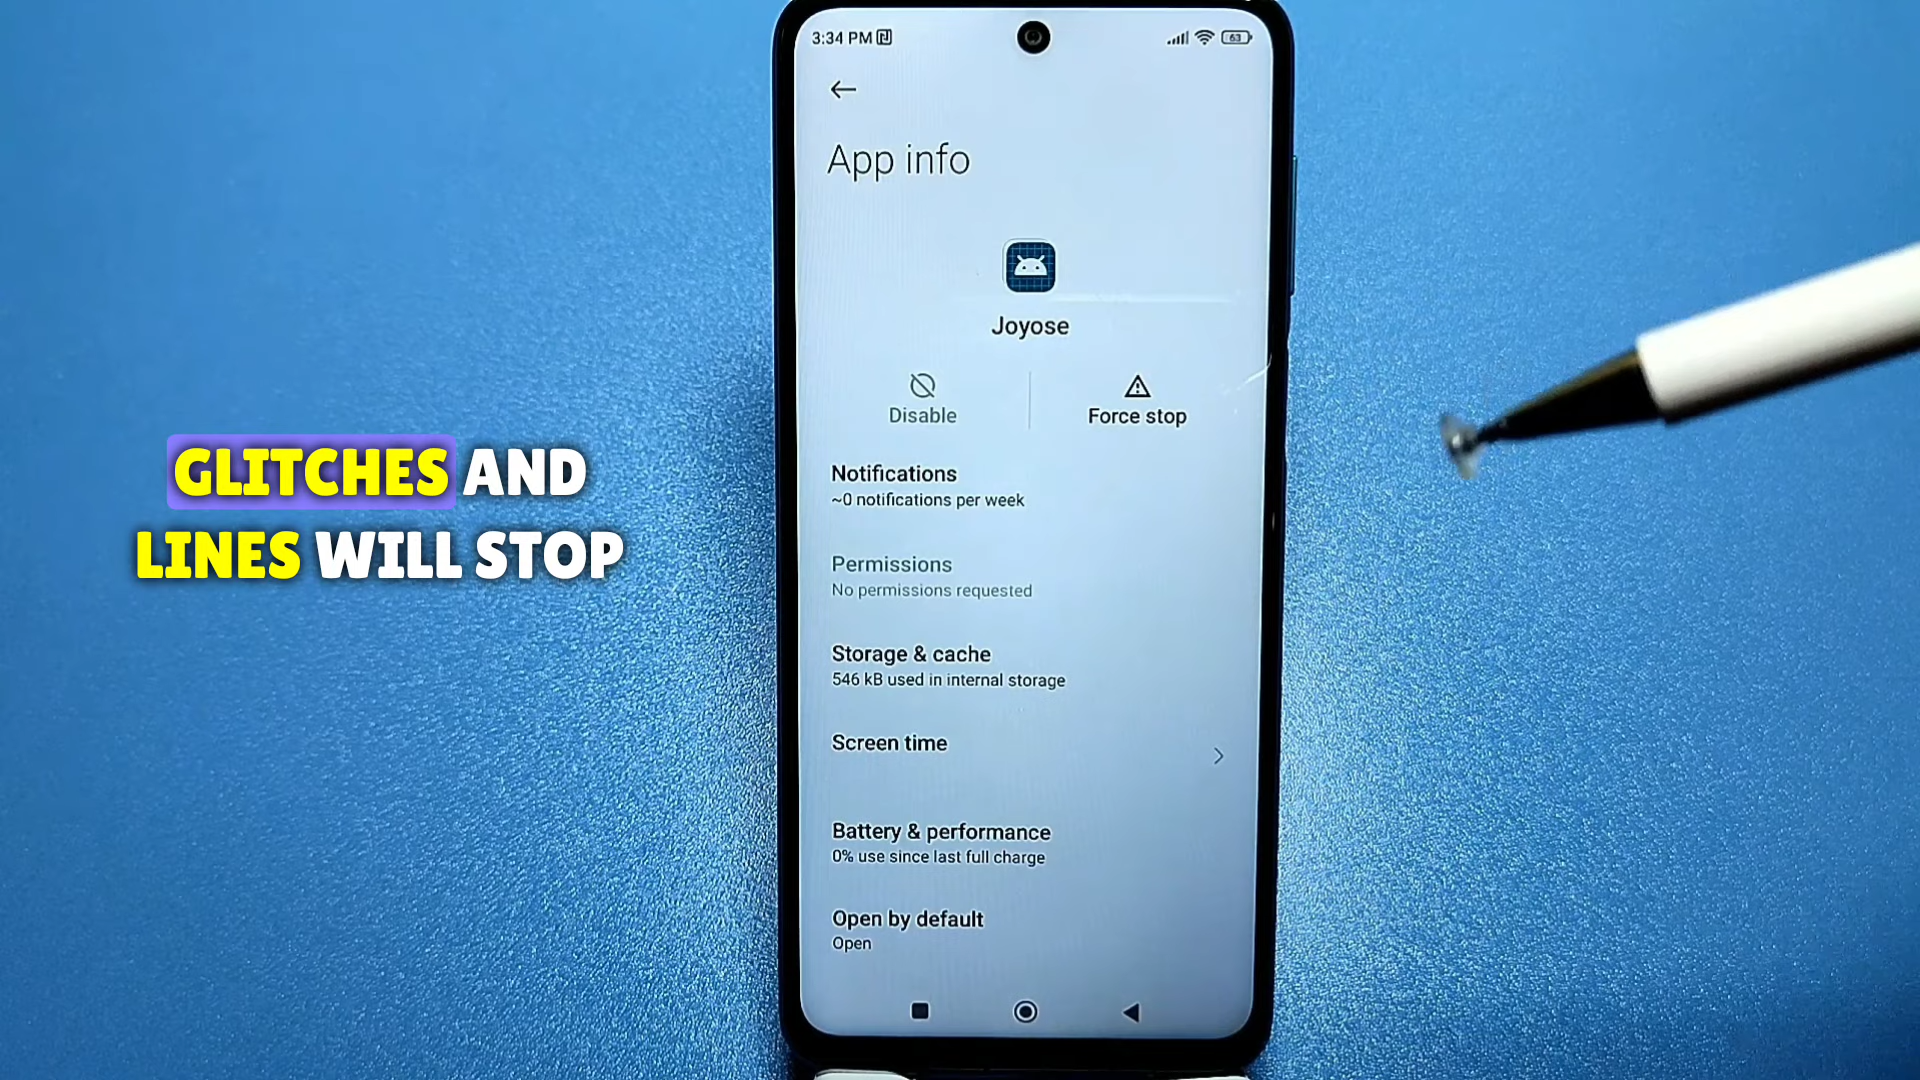 3:34 PM
63
App info
Joyose
Disable
Force stop
GLITCHES AND
LINES WILL STOP
Notifications
~0 notifications per week
Permissions
No permissions requested
Storage & cache
546 kB used in internal storage
Screen time
Battery & performance
0% use since last full charge
Open by default
Open